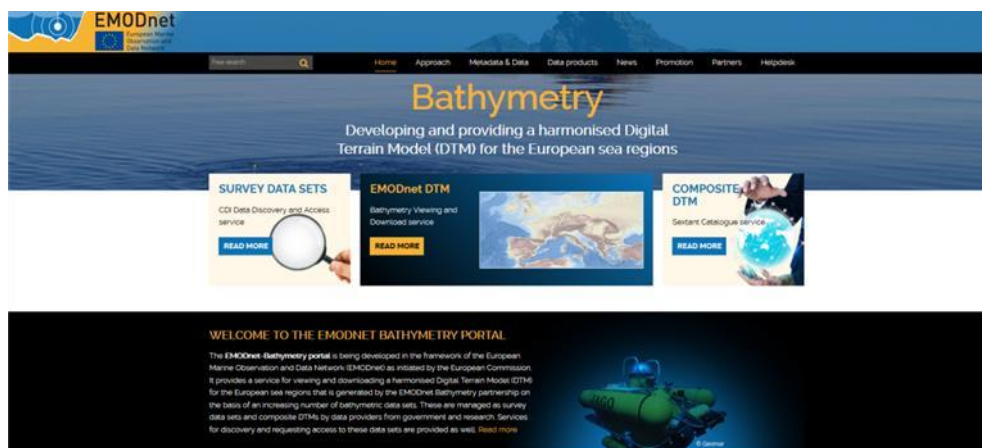 EMODnet
European Marine
Observation and
Data Network
Free search
Home Approach Metadata & Data Data products News Promotion Partners Helpdesk
Bathymetry
Developing and providing a harmonised Digital
Terrain Model (DTM) for the European sea regions
SURVEY DATA SETS
CDI Data Discovery and Access
service
READ MORE
EMODnet DTM
Bathymetry Viewing and
Download service
READ MORE
COMPOSITE
DTM
Sextant Catalogue service
READ MORE
WELCOME TO THE EMODNET BATHYMETRY PORTAL
The EMODnet-Bathymetry portal is being developed in the framework of the European
Marine Observation and Data Network (EMODnet) as initiated by the European Commission.
It provides a service for viewing and downloading a harmonised Digital Terrain Model (DTM)
for the European sea regions that is generated by the EMODnet Bathymetry partnership on
the basis of an increasing number of bathymetric data sets. These are managed as survey
data sets and composite DTMs by data providers from government and research. Services
for discovery and requesting access to these data sets are provided as well. Read more
JAGO
© Geomar